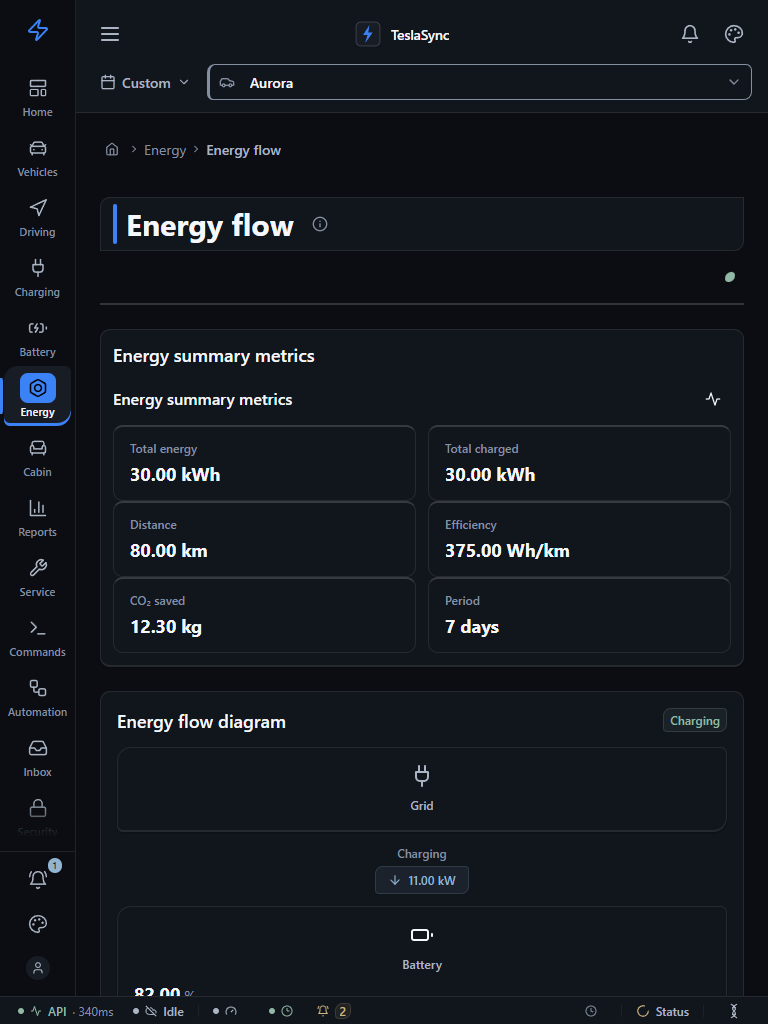 TeslaSync
Custom
Aurora
Home
Vehicles
Driving
Charging
Battery
Energy
Cabin
Reports
Service
Commands
Automation
Inbox
Security
1
Energy
Energy flow
Energy flow
Energy summary metrics
Energy summary metrics
Total energy
30.00 kWh
Total charged
30.00 kWh
Distance
80.00 km
Efficiency
375.00 Wh/km
CO₂ saved
12.30 kg
Period
7 days
Energy flow diagram
Charging
Grid
Charging
11.00 kW
Battery
82.00 %
API · 340ms
Idle
2
Status